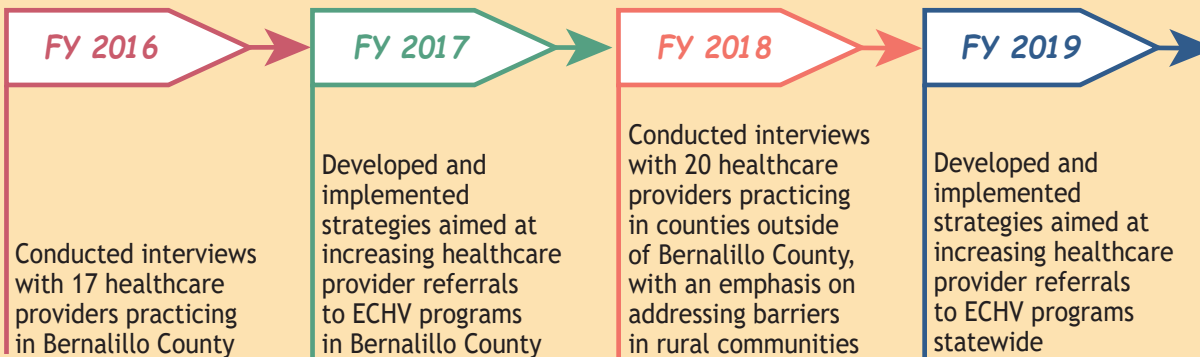 FY 2016
Conducted interviews
with 17 healthcare
providers practicing
in Bernalillo County
FY 2017
Developed and
implemented
strategies aimed at
increasing healthcare
provider referrals
to ECHV programs
in Bernalillo County
FY 2018
Conducted interviews
with 20 healthcare
providers practicing
in counties outside
of Bernalillo County,
with an emphasis on
addressing barriers
in rural communities
FY 2019
Developed and
implemented
strategies aimed at
increasing healthcare
provider referrals
to ECHV programs
statewide